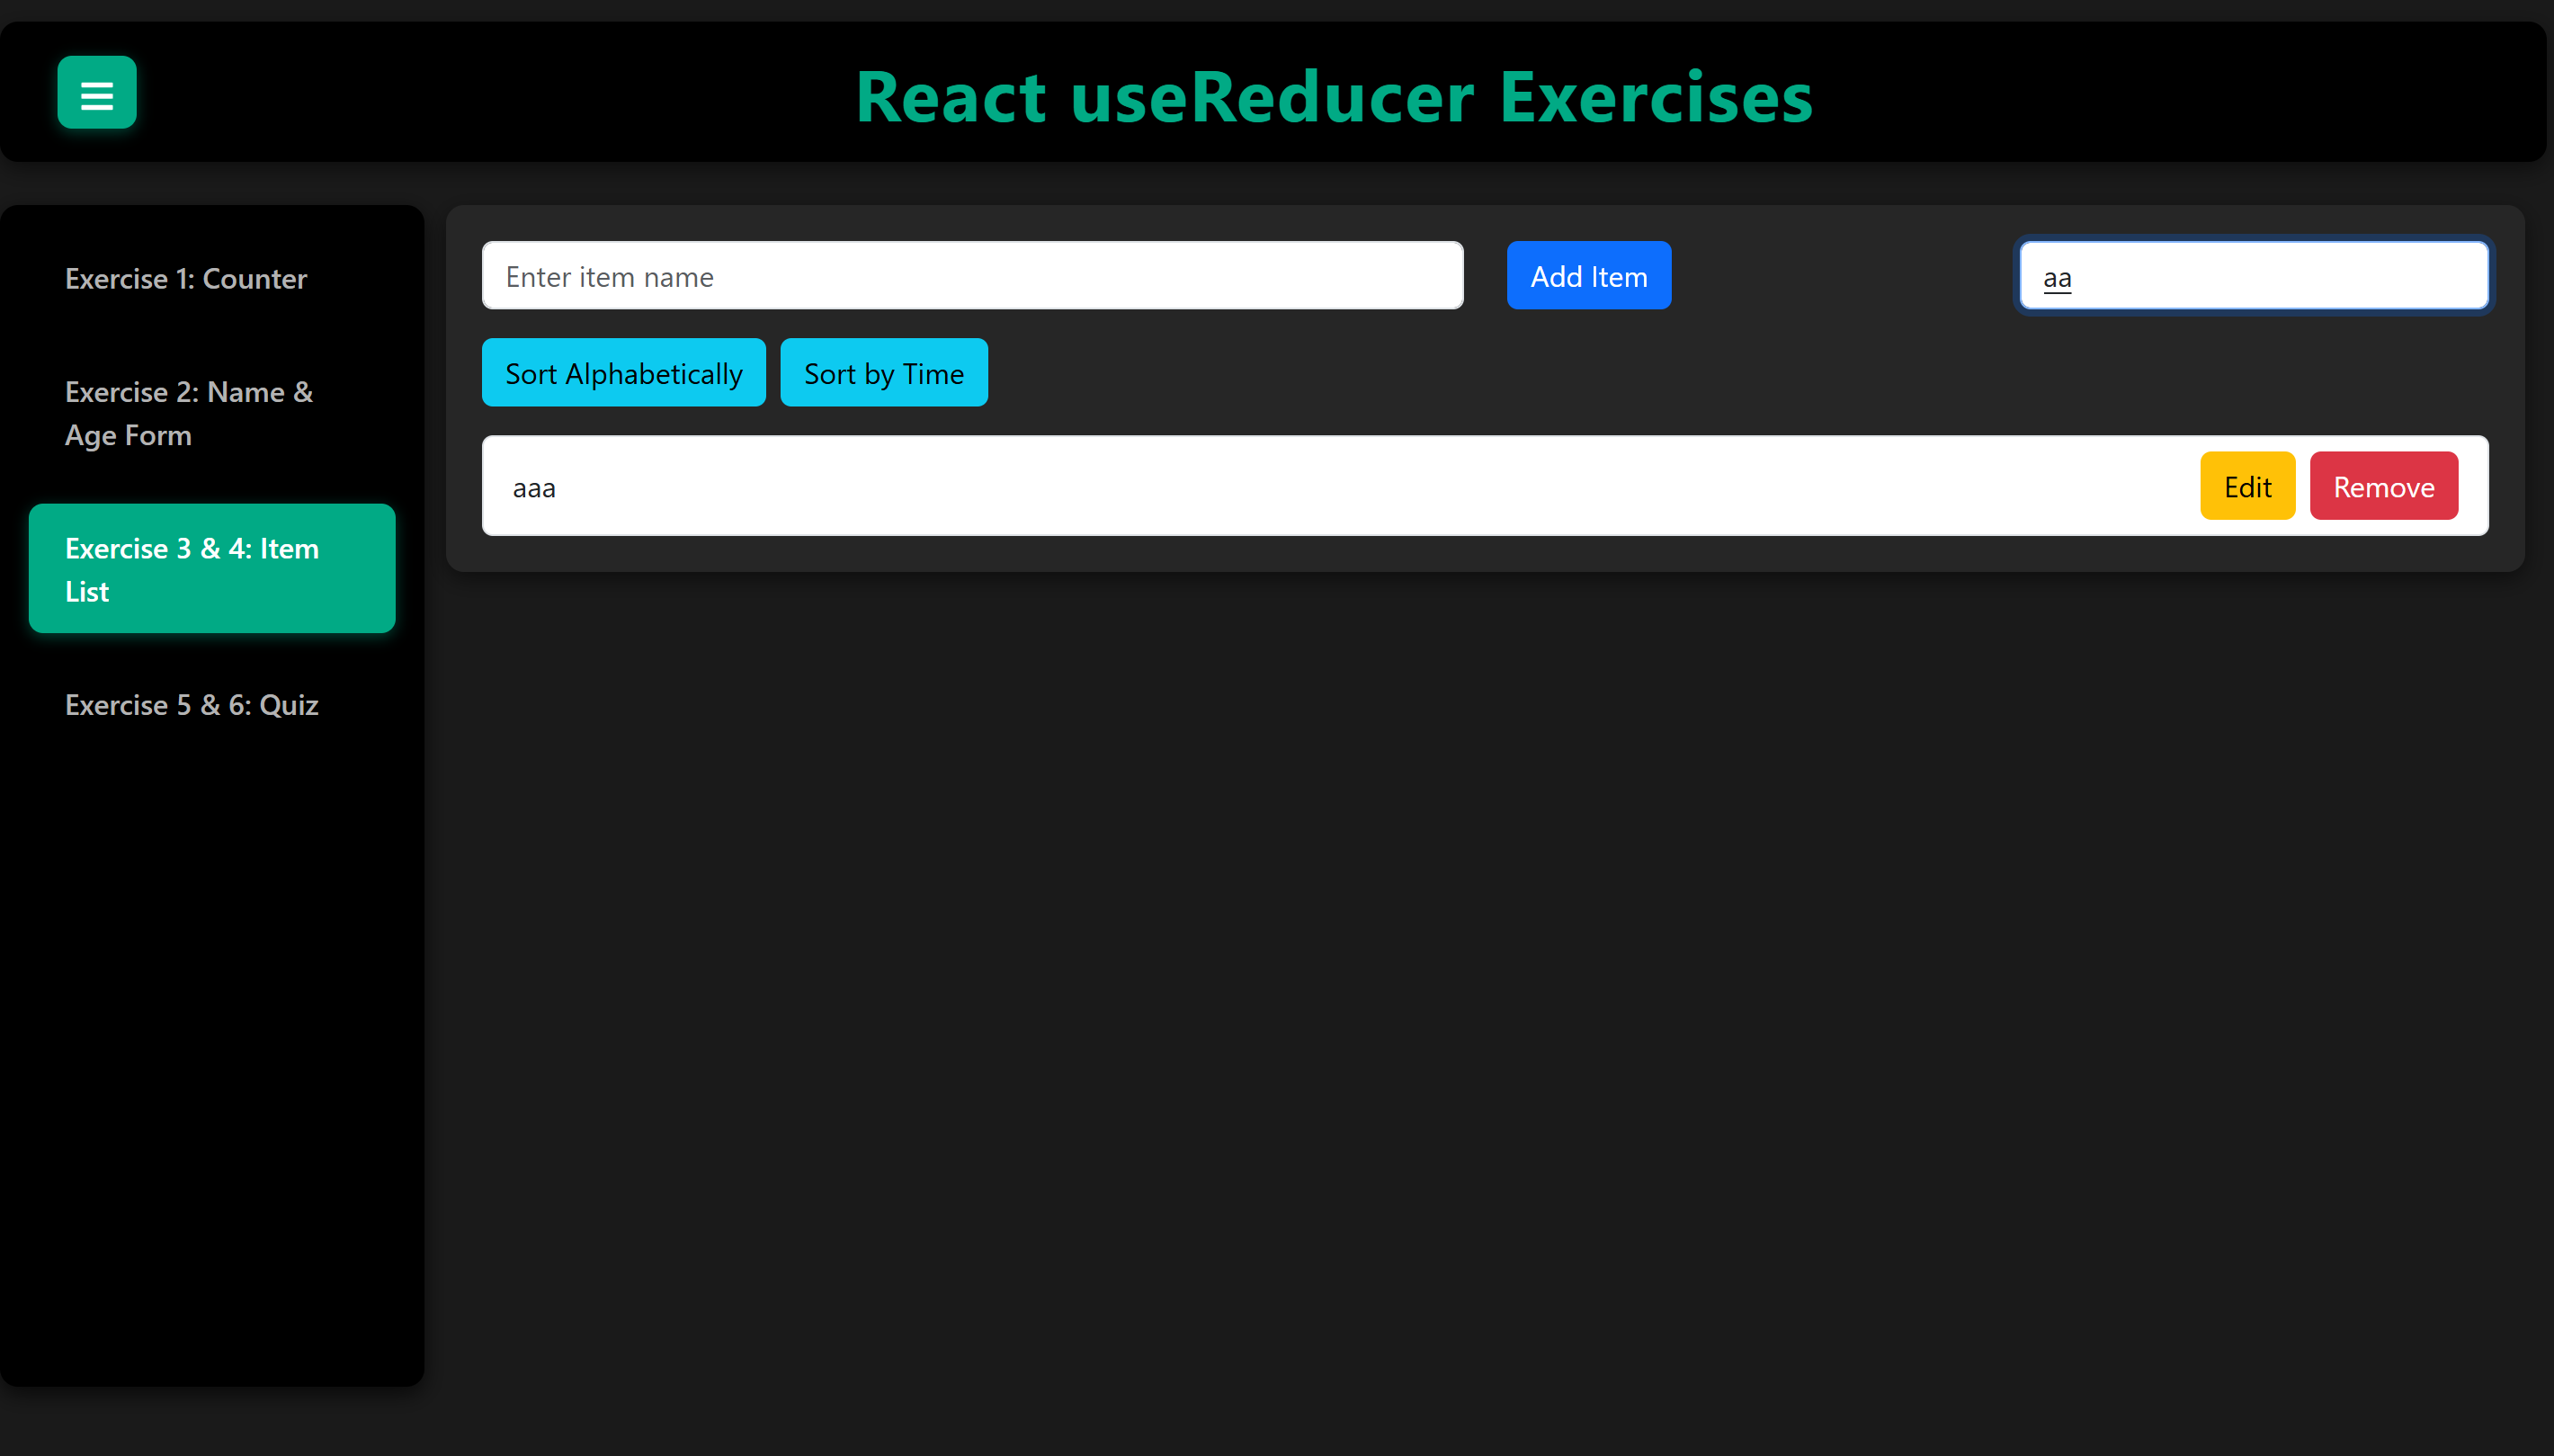 React useReducer Exercises
Exercise 1: Counter
Exercise 2: Name &
Age Form
Exercise 3 & 4: Item
List
Exercise 5 & 6: Quiz
Enter item name
Add Item
aa
Sort Alphabetically
Sort by Time
aaa
Edit
Remove